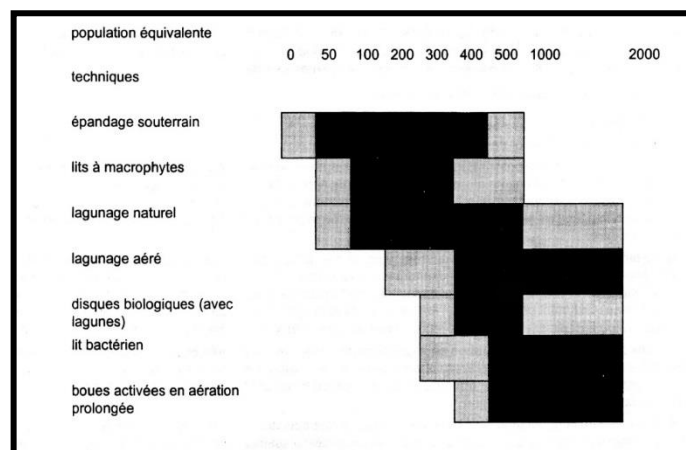 population équivalente
0 50 100 200 300 400 500 1000 2000
techniques
épandage souterrain
lits à macrophytes
lagunage naturel
lagunage aéré
disques biologiques (avec
lagunes)
lit bactérien
boues activées en aération
prolongée